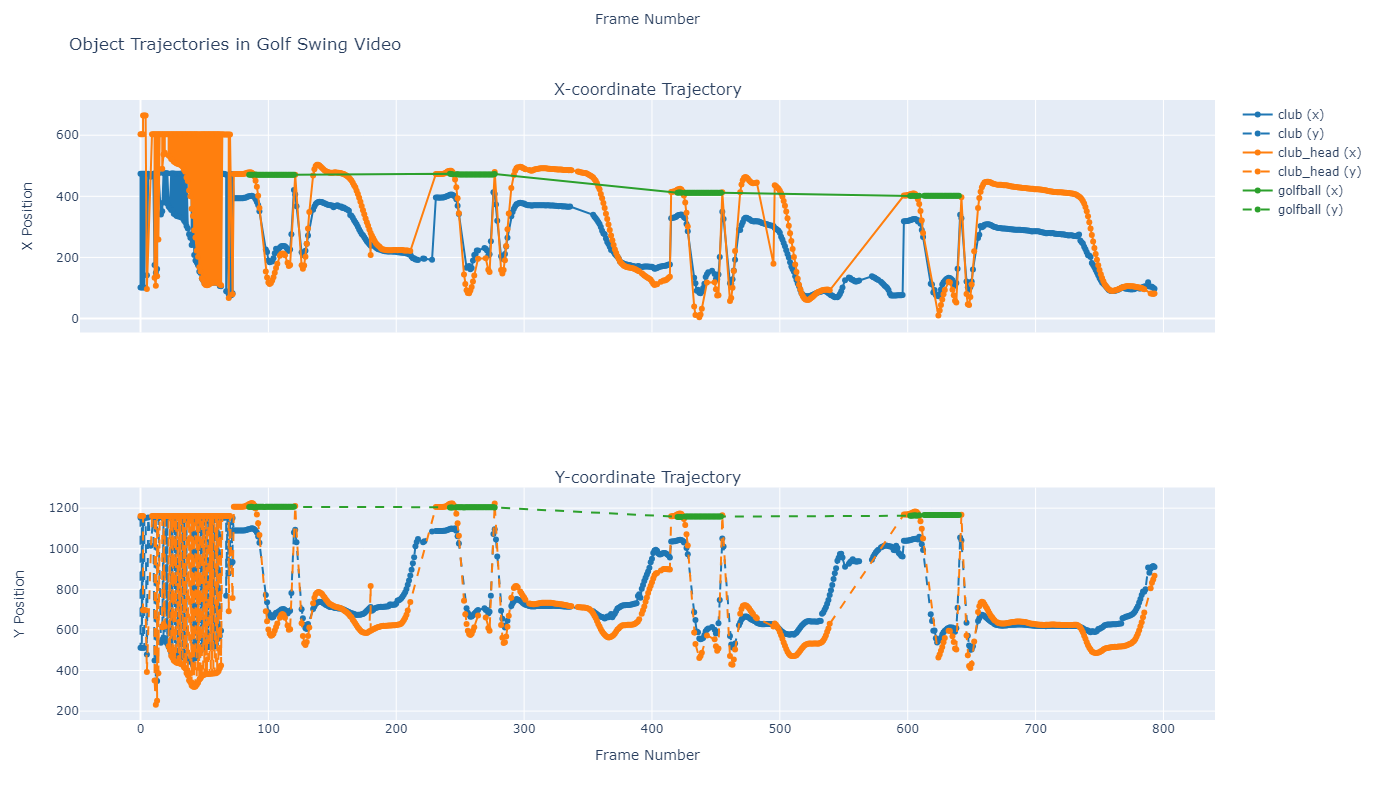 Frame Number
Object Trajectories in Golf Swing Video
X-coordinate Trajectory
600
400
200
0
X Position
club (x)
club (y)
club_head (x)
club_head (y)
golfball (x)
golfball (y)
Y-coordinate Trajectory
1200
1000
800
600
400
200
Y Position
0 100 200 300 400 500 600 700 800
Frame Number